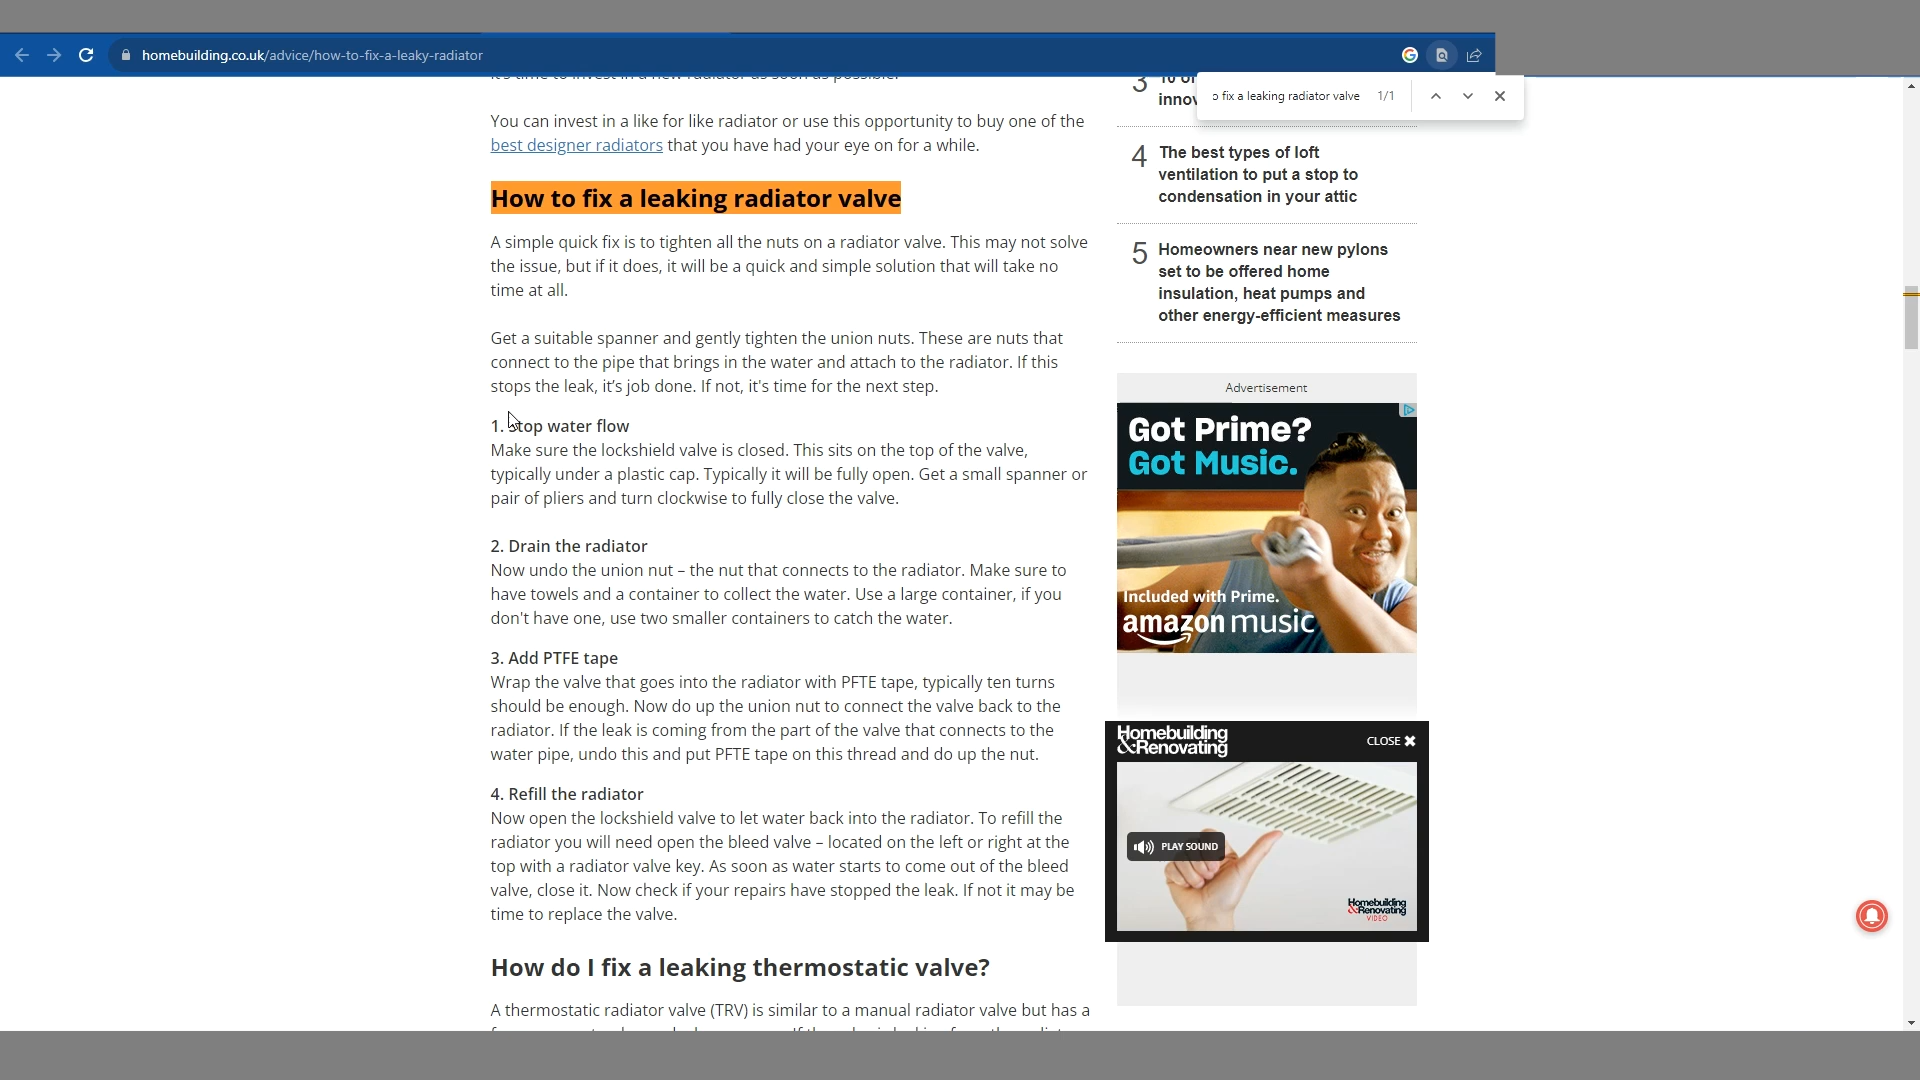 homebuilding.co.uk/advice/how-to-fix-a-leaky-radiator
o fix a leaking radiator valve 1/1
You can invest in a like for like radiator or use this opportunity to buy one of the
best designer radiators that you have had your eye on for a while.
How to fix a leaking radiator valve
A simple quick fix is to tighten all the nuts on a radiator valve. This may not solve
the issue, but if it does, it will be a quick and simple solution that will take no
time at all.
Get a suitable spanner and gently tighten the union nuts. These are nuts that
connect to the pipe that brings in the water and attach to the radiator. If this
stops the leak, it’s job done. If not, it's time for the next step.
1. Stop water flow
Make sure the lockshield valve is closed. This sits on the top of the valve,
typically under a plastic cap. Typically it will be fully open. Get a small spanner or
pair of pliers and turn clockwise to fully close the valve.
2. Drain the radiator
Now undo the union nut – the nut that connects to the radiator. Make sure to
have towels and a container to collect the water. Use a large container, if you
don't have one, use two smaller containers to catch the water.
3. Add PTFE tape
Wrap the valve that goes into the radiator with PFTE tape, typically ten turns
should be enough. Now do up the union nut to connect the valve back to the
radiator. If the leak is coming from the part of the valve that connects to the
water pipe, undo this and put PFTE tape on this thread and do up the nut.
4. Refill the radiator
Now open the lockshield valve to let water back into the radiator. To refill the
radiator you will need open the bleed valve – located on the left or right at the
top with a radiator valve key. As soon as water starts to come out of the bleed
valve, close it. Now check if your repairs have stopped the leak. If not it may be
time to replace the valve.
How do I fix a leaking thermostatic valve?
A thermostatic radiator valve (TRV) is similar to a manual radiator valve but has a
3
4 The best types of loft
ventilation to put a stop to
condensation in your attic
5 Homeowners near new pylons
set to be offered home
insulation, heat pumps and
other energy-efficient measures
Advertisement
Got Prime?
Got Music.
Included with Prime.
amazon music
Homebuilding
&Renovating
CLOSE
PLAY SOUND
Homebuilding
&Renovating
VIDEO